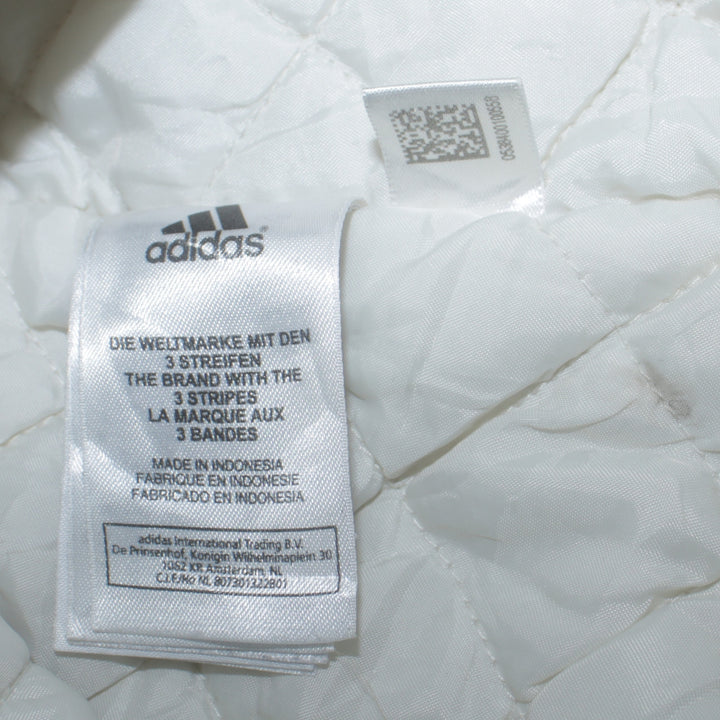 053B400100658
adidas
DIE WELTMARKE MIT DEN
3 STREIFEN
THE BRAND WITH THE
3 STRIPES
LA MARQUE AUX
3 BANDES
MADE IN INDONESIA
FABRIQUE EN INDONESIE
FABRICADO EN INDONESIA
adidas International Trading B.V.
De Prinsenhof, Konigin Wilhelminaplein 30
1062 KR Amsterdam, NL
C.I.F/No NL 807301322B01